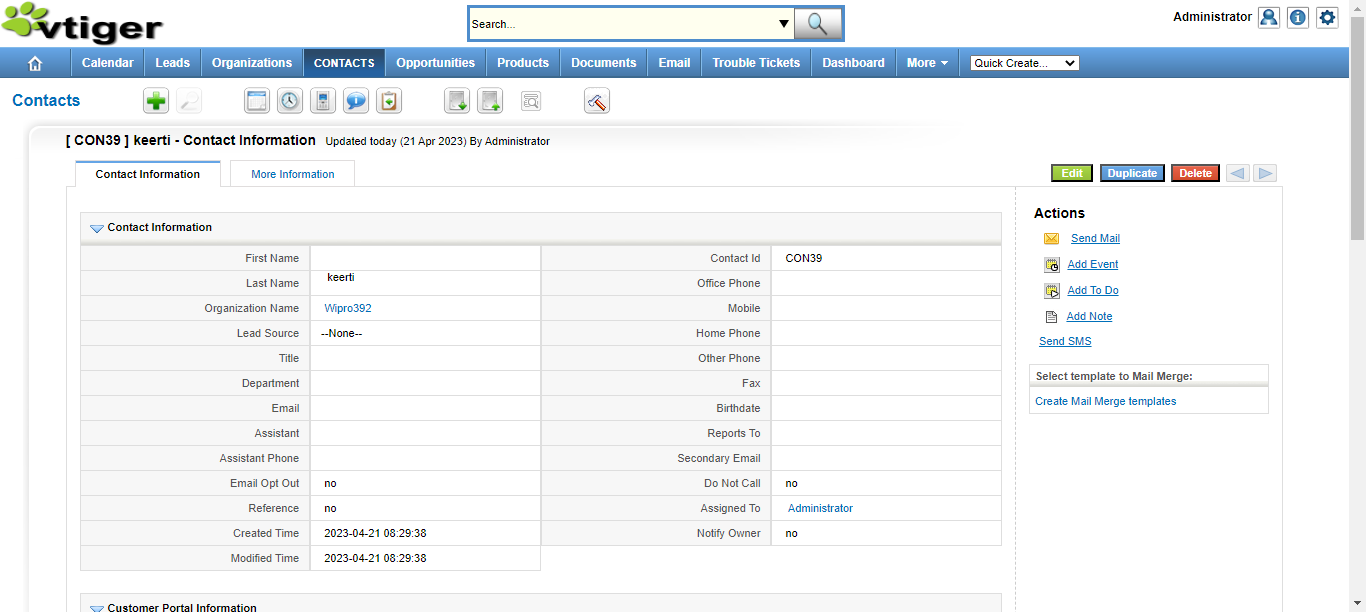 vtiger
Search...
Administrator
Calendar Leads Organizations CONTACTS Opportunities Products Documents Email Trouble Tickets Dashboard More Quick Create...
Contacts
[ CON39 ] keerti - Contact Information Updated today (21 Apr 2023) By Administrator
Contact Information More Information
Edit Duplicate Delete
Contact Information
First Name Contact Id CON39
Last Name keerti Office Phone
Organization Name Wipro392 Mobile
Lead Source --None-- Home Phone
Title Other Phone
Department Fax
Email Birthdate
Assistant Reports To
Assistant Phone Secondary Email
Email Opt Out no Do Not Call no
Reference no Assigned To Administrator
Created Time 2023-04-21 08:29:38 Notify Owner no
Modified Time 2023-04-21 08:29:38
Customer Portal Information
Actions
Send Mail
Add Event
Add To Do
Add Note
Send SMS
Select template to Mail Merge:
Create Mail Merge templates